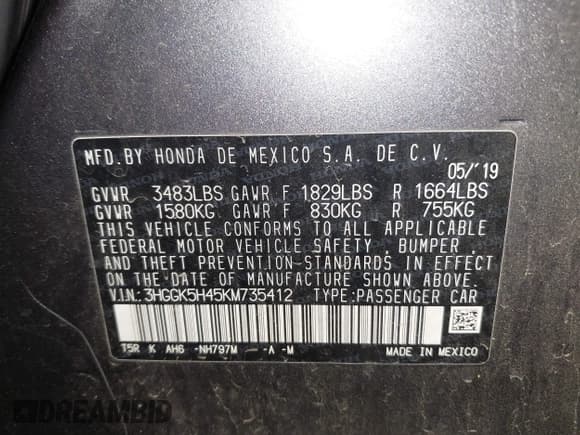 MFD.BY HONDA DE MEXICO S.A. DE C.V.
05/'19
GVWR 3483LBS GAWR F 1829LBS R 1664LBS
GVWR 1580KG GAWR F 830KG R 755KG
THIS VEHICLE CONFORMS TO ALL APPLICABLE
FEDERAL MOTOR VEHICLE SAFETY, BUMPER,
AND THEFT PREVENTION STANDARDS IN EFFECT
ON THE DATE OF MANUFACTURE SHOWN ABOVE.
V.I.N.: 3HGGK5H45KM735412 TYPE:PASSENGER CAR
T5R K AH6 -NH797M — -A -M
MADE IN MEXICO
DREAMBID